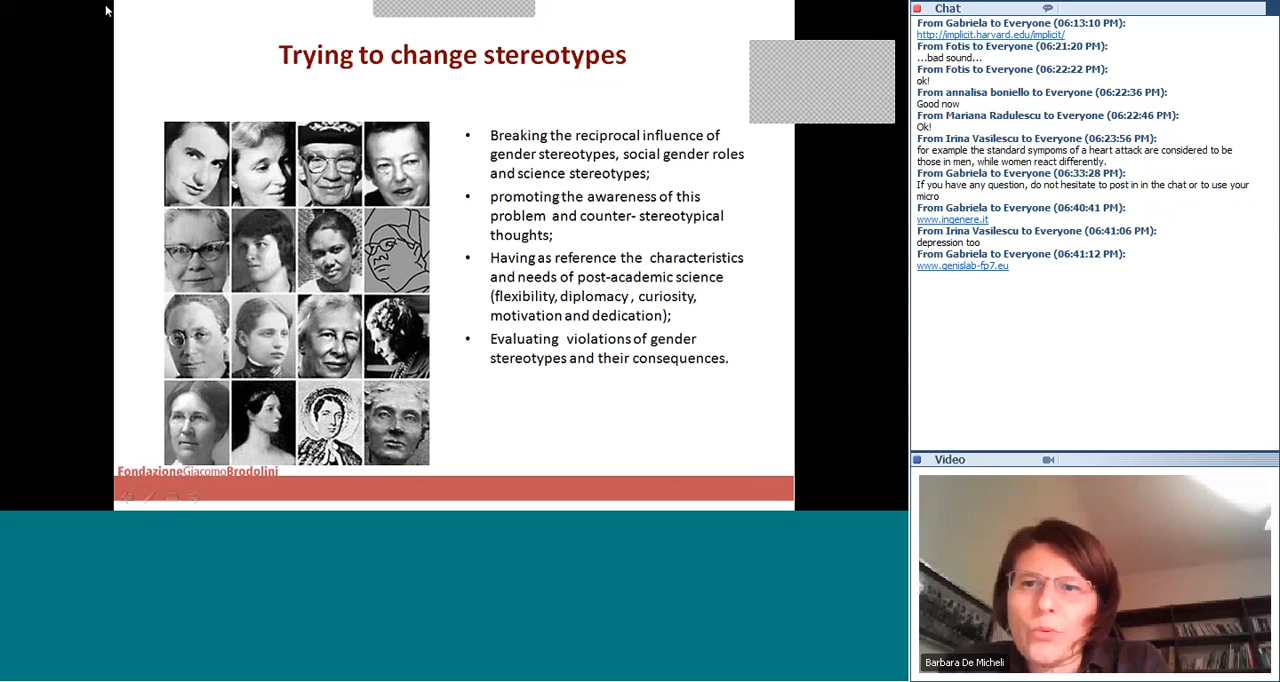 Trying to change stereotypes
• Breaking the reciprocal influence of
gender stereotypes, social gender roles
and science stereotypes;
• promoting the awareness of this
problem and counter- stereotypical
thoughts;
• Having as reference the characteristics
and needs of post-academic science
(flexibility, diplomacy , curiosity,
motivation and dedication);
• Evaluating violations of gender
stereotypes and their consequences.
FondazioneGiacomoBrodolini
Chat
From Gabriela to Everyone (06:13:10 PM):
http://implicit.harvard.edu/implicit/
From Fotis to Everyone (06:21:20 PM):
...bad sound...
From Fotis to Everyone (06:22:22 PM):
ok!
From annalisa boniello to Everyone (06:22:36 PM):
Good now
From Mariana Radulescu to Everyone (06:22:46 PM):
Ok!
From Irina Vasilescu to Everyone (06:23:56 PM):
for example the standard sympoms of a heart attack are considered to be
those in men, while women react differently.
From Gabriela to Everyone (06:33:28 PM):
If you have any question, do not hesitate to post in in the chat or to use your
micro
From Gabriela to Everyone (06:40:41 PM):
www.ingenere.it
From Irina Vasilescu to Everyone (06:41:06 PM):
depression too
From Gabriela to Everyone (06:41:12 PM):
www.genislab-fp7.eu
Video
Barbara De Micheli